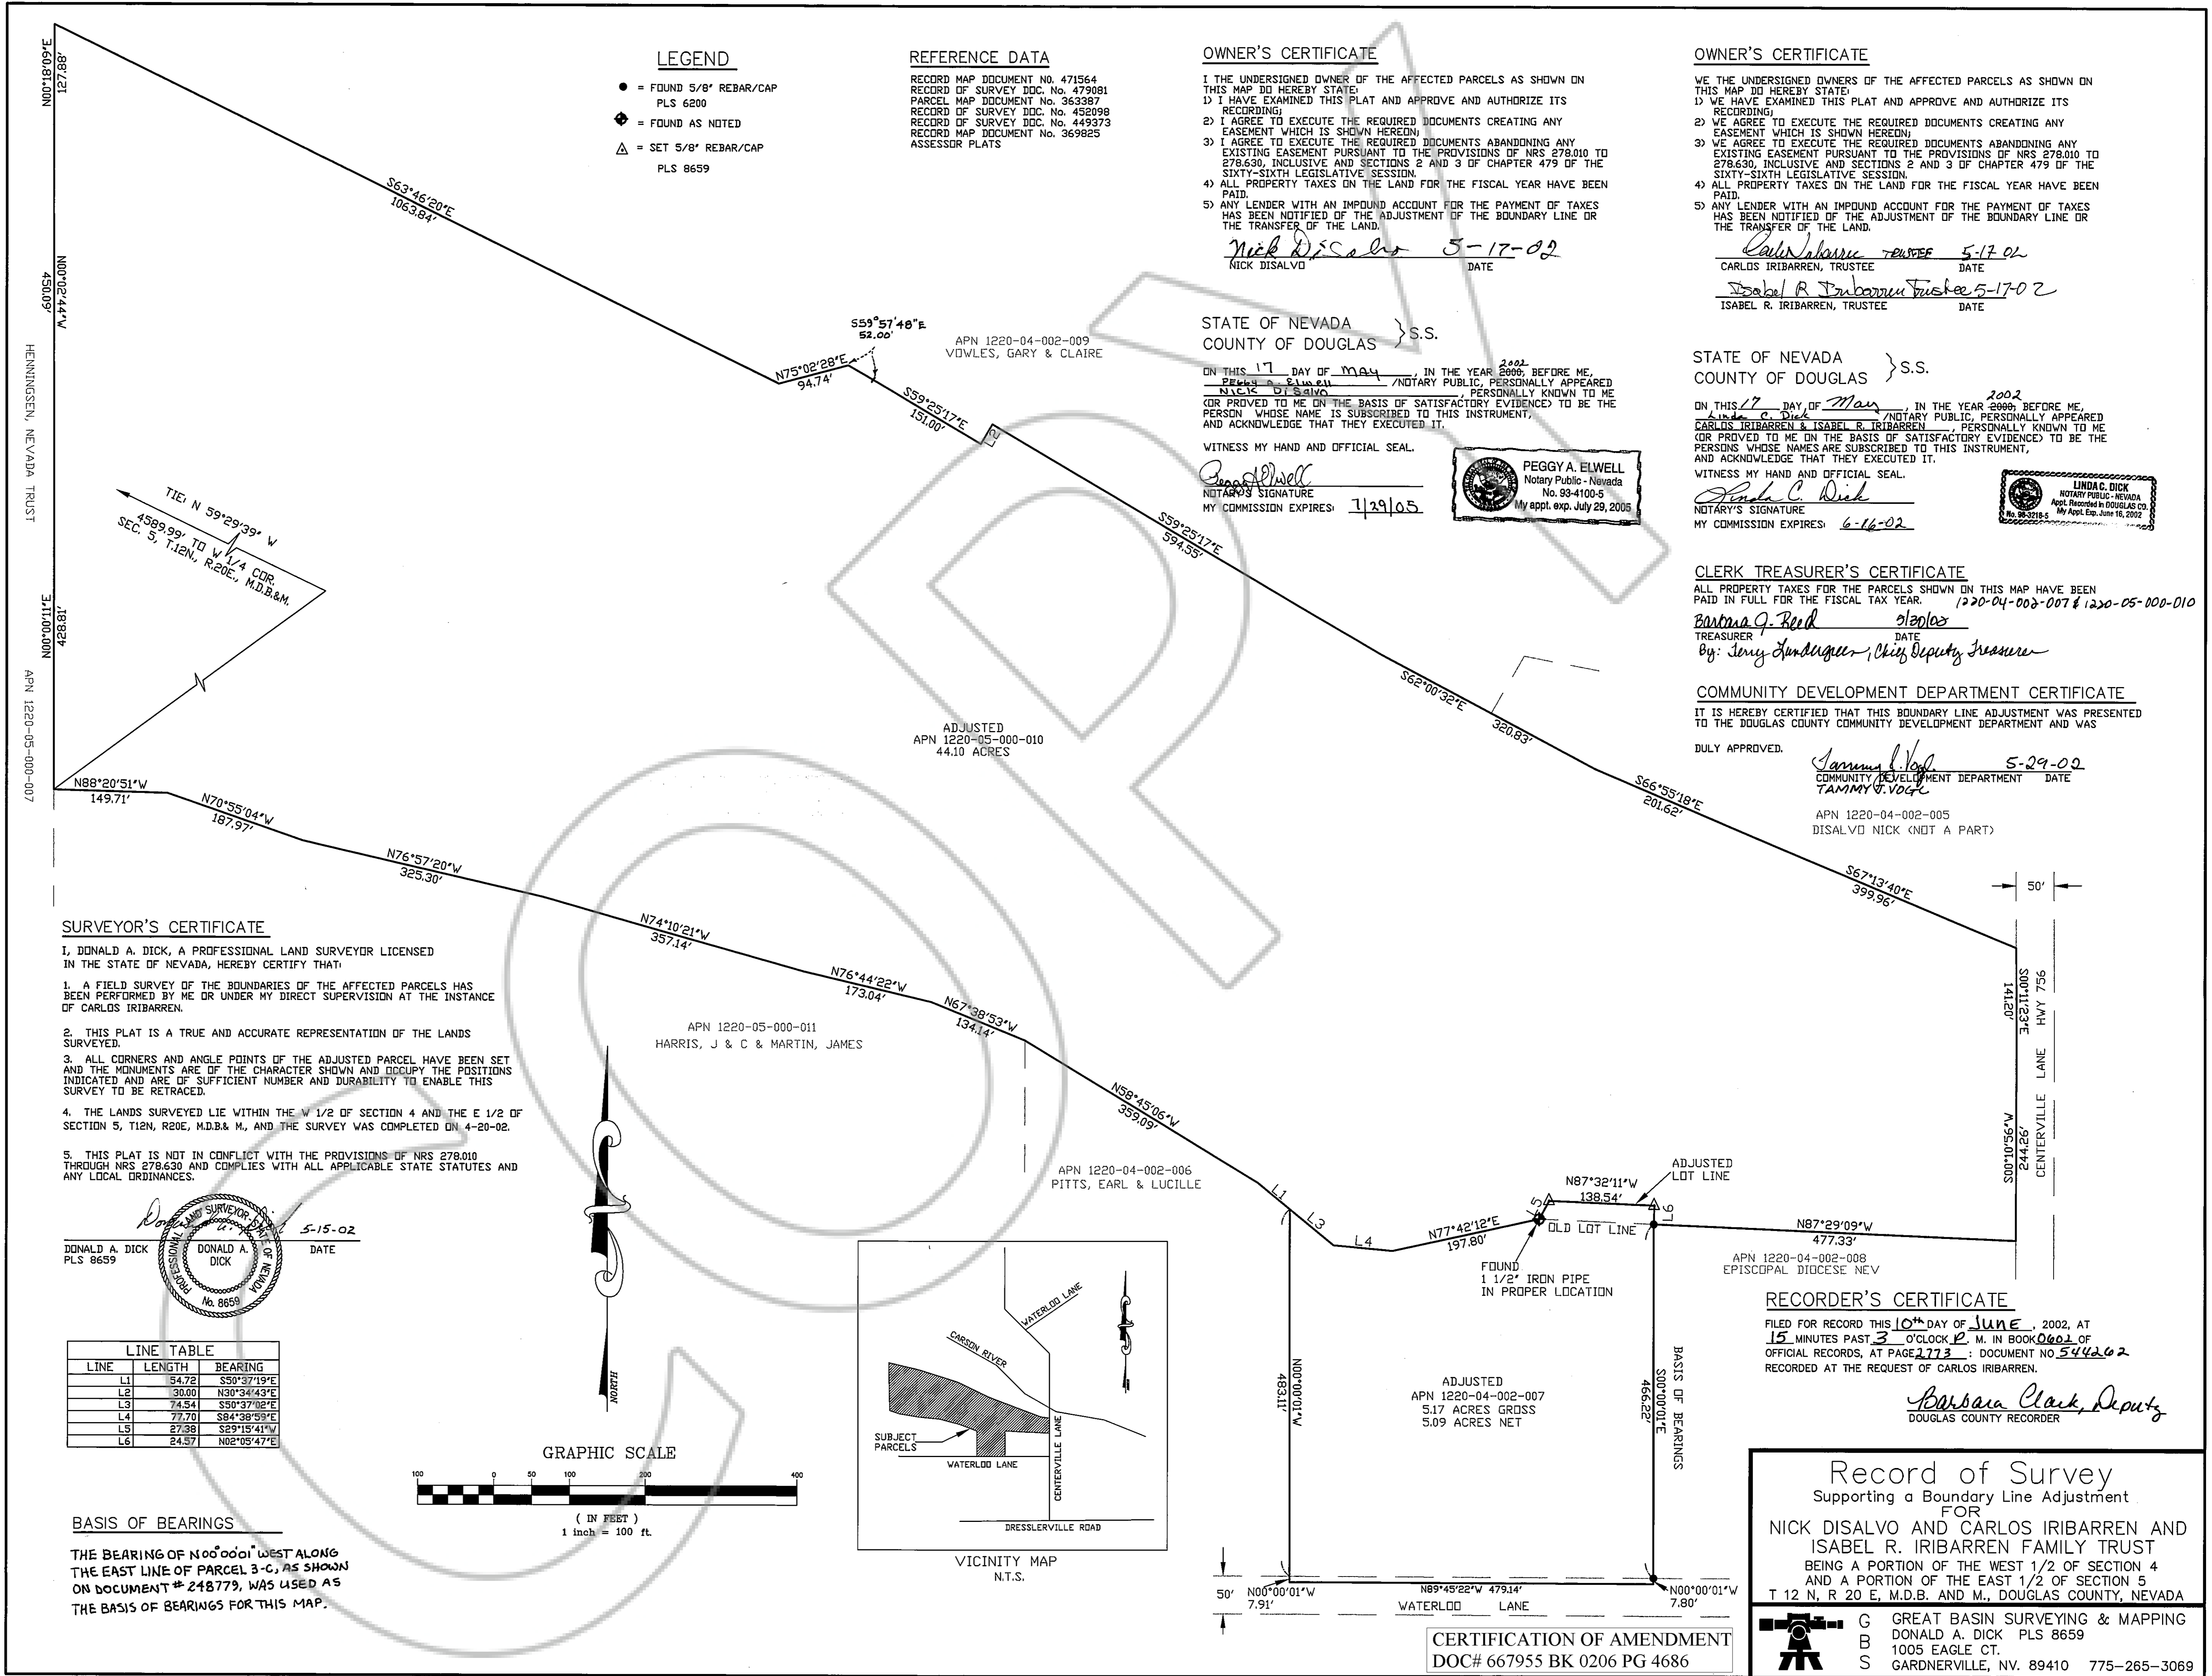 LEGEND
= FOUND 5/8" REBAR/CAP
PLS 6200
= FOUND AS NOTED
= SET 5/8" REBAR/CAP
PLS 8659
REFERENCE DATA
RECORD MAP DOCUMENT No. 471564
RECORD OF SURVEY DOC. No. 479081
PARCEL MAP DOCUMENT No. 363387
RECORD OF SURVEY DOC. No. 452098
RECORD OF SURVEY DOC. No. 449373
RECORD MAP DOCUMENT No. 369825
ASSESSOR PLATS
OWNER'S CERTIFICATE
I THE UNDERSIGNED OWNER OF THE AFFECTED PARCELS AS SHOWN ON
THIS MAP DO HEREBY STATE:
1) I HAVE EXAMINED THIS PLAT AND APPROVE AND AUTHORIZE ITS
RECORDING;
2) I AGREE TO EXECUTE THE REQUIRED DOCUMENTS CREATING ANY
EASEMENT WHICH IS SHOWN HEREON;
3) I AGREE TO EXECUTE THE REQUIRED DOCUMENTS ABANDONING ANY
EXISTING EASEMENT PURSUANT TO THE PROVISIONS OF NRS 278.010 TO
278.630, INCLUSIVE AND SECTIONS 2 AND 3 OF CHAPTER 479 OF THE
SIXTY-SIXTH LEGISLATIVE SESSION.
4) ALL PROPERTY TAXES ON THE LAND FOR THE FISCAL YEAR HAVE BEEN
PAID.
5) ANY LENDER WITH AN IMPOUND ACCOUNT FOR THE PAYMENT OF TAXES
HAS BEEN NOTIFIED OF THE ADJUSTMENT OF THE BOUNDARY LINE OR
THE TRANSFER OF THE LAND.
Nick DiSalvo 5-17-02
NICK DISALVO DATE
STATE OF NEVADA
COUNTY OF DOUGLAS } S.S.
ON THIS 17 DAY OF MAY, IN THE YEAR 2000, 2002 BEFORE ME,
PEGGY A. Elwell /NOTARY PUBLIC, PERSONALLY APPEARED
NICK DiSalvo, PERSONALLY KNOWN TO ME
(OR PROVED TO ME ON THE BASIS OF SATISFACTORY EVIDENCE) TO BE THE
PERSON WHOSE NAME IS SUBSCRIBED TO THIS INSTRUMENT,
AND ACKNOWLEDGE THAT THEY EXECUTED IT.
WITNESS MY HAND AND OFFICIAL SEAL.
Peggy A Elwell
NOTARY'S SIGNATURE
MY COMMISSION EXPIRES: 7/29/05
PEGGY A. ELWELL
Notary Public - Nevada
No. 93-4100-5
My appt. exp. July 29, 2005
OWNER'S CERTIFICATE
WE THE UNDERSIGNED OWNERS OF THE AFFECTED PARCELS AS SHOWN ON
THIS MAP DO HEREBY STATE:
1) WE HAVE EXAMINED THIS PLAT AND APPROVE AND AUTHORIZE ITS
RECORDING;
2) WE AGREE TO EXECUTE THE REQUIRED DOCUMENTS CREATING ANY
EASEMENT WHICH IS SHOWN HEREON;
3) WE AGREE TO EXECUTE THE REQUIRED DOCUMENTS ABANDONING ANY
EXISTING EASEMENT PURSUANT TO THE PROVISIONS OF NRS 278.010 TO
278.630, INCLUSIVE AND SECTIONS 2 AND 3 OF CHAPTER 479 OF THE
SIXTY-SIXTH LEGISLATIVE SESSION.
4) ALL PROPERTY TAXES ON THE LAND FOR THE FISCAL YEAR HAVE BEEN
PAID.
5) ANY LENDER WITH AN IMPOUND ACCOUNT FOR THE PAYMENT OF TAXES
HAS BEEN NOTIFIED OF THE ADJUSTMENT OF THE BOUNDARY LINE OR
THE TRANSFER OF THE LAND.
TRUSTEE 5-17 02
CARLOS IRIBARREN, TRUSTEE DATE
Isabel R Iribarren Trustee 5-17-02
ISABEL R. IRIBARREN, TRUSTEE DATE
STATE OF NEVADA
COUNTY OF DOUGLAS } S.S.
2002
ON THIS 17 DAY OF May, IN THE YEAR 2000, BEFORE ME,
Linda C. Dick /NOTARY PUBLIC, PERSONALLY APPEARED
CARLOS IRIBARREN & ISABEL R. IRIBARREN, PERSONALLY KNOWN TO ME
(OR PROVED TO ME ON THE BASIS OF SATISFACTORY EVIDENCE) TO BE THE
PERSONS WHOSE NAMES ARE SUBSCRIBED TO THIS INSTRUMENT,
AND ACKNOWLEDGE THAT THEY EXECUTED IT.
WITNESS MY HAND AND OFFICIAL SEAL.
Linda C. Dick
NOTARY'S SIGNATURE
MY COMMISSION EXPIRES: 6-16-02
LINDA C. DICK
NOTARY PUBLIC - NEVADA
Appt. Recorded in DOUGLAS CO.
No. 98-3218-5 My Appt. Exp. June 16, 2002
CLERK TREASURER'S CERTIFICATE
ALL PROPERTY TAXES FOR THE PARCELS SHOWN ON THIS MAP HAVE BEEN
PAID IN FULL FOR THE FISCAL TAX YEAR. 1220-04-002-007 & 1220-05-000-010
Barbara J. Reed 5/30/02
TREASURER DATE
By: Terry Lundergreen, Chief Deputy Treasurer
COMMUNITY DEVELOPMENT DEPARTMENT CERTIFICATE
IT IS HEREBY CERTIFIED THAT THIS BOUNDARY LINE ADJUSTMENT WAS PRESENTED
TO THE DOUGLAS COUNTY COMMUNITY DEVELOPMENT DEPARTMENT AND WAS
DULY APPROVED.
Tammy J. Vogl 5-29-02
COMMUNITY DEVELOPMENT DEPARTMENT DATE
TAMMY J. VOGL
APN 1220-04-002-005
DISALVO NICK (NOT A PART)
N00°18'09"E
127.88'
N00°02'44"W
450.09'
N00°00'11"E
428.81'
HENNINGSEN, NEVADA TRUST
APN 1220-05-000-007
S63°46'20"E
1063.84'
N75°02'28"E
94.74'
S59°57'48"E
52.00'
APN 1220-04-002-009
VOWLES, GARY & CLAIRE
S59°25'17"E
151.00'
L2
S59°25'17"E
594.55'
S62°00'32"E
320.83'
S66°55'18"E
201.62'
S67°13'40"E
399.96'
50'
S00°11'23"E
141.20'
S00°10'56"W
244.26'
CENTERVILLE LANE HWY 756
TIE: N 59°29'39" W
4589.99' TO W 1/4 COR.
SEC. 5, T.12N., R.20E., M.D.B.&M.
ADJUSTED
APN 1220-05-000-010
44.10 ACRES
N88°20'51"W
149.71'
N70°55'04"W
187.97'
N76°57'20"W
325.30'
N74°10'21"W
357.14'
N76°44'22"W
173.04'
N67°38'53"W
134.14'
N58°45'06"W
359.09'
L1
L3
L4
N77°42'12"E
197.80'
L5
N87°32'11"W
138.54'
ADJUSTED
LOT LINE
L6
OLD LOT LINE
N87°29'09"W
477.33'
FOUND
1 1/2" IRON PIPE
IN PROPER LOCATION
APN 1220-04-002-008
EPISCOPAL DIOCESE NEV
APN 1220-05-000-011
HARRIS, J & C & MARTIN, JAMES
APN 1220-04-002-006
PITTS, EARL & LUCILLE
SURVEYOR'S CERTIFICATE
I, DONALD A. DICK, A PROFESSIONAL LAND SURVEYOR LICENSED
IN THE STATE OF NEVADA, HEREBY CERTIFY THAT:
1. A FIELD SURVEY OF THE BOUNDARIES OF THE AFFECTED PARCELS HAS
BEEN PERFORMED BY ME OR UNDER MY DIRECT SUPERVISION AT THE INSTANCE
OF CARLOS IRIBARREN.
2. THIS PLAT IS A TRUE AND ACCURATE REPRESENTATION OF THE LANDS
SURVEYED.
3. ALL CORNERS AND ANGLE POINTS OF THE ADJUSTED PARCEL HAVE BEEN SET
AND THE MONUMENTS ARE OF THE CHARACTER SHOWN AND OCCUPY THE POSITIONS
INDICATED AND ARE OF SUFFICIENT NUMBER AND DURABILITY TO ENABLE THIS
SURVEY TO BE RETRACED.
4. THE LANDS SURVEYED LIE WITHIN THE W 1/2 OF SECTION 4 AND THE E 1/2 OF
SECTION 5, T12N, R20E, M.D.B.& M., AND THE SURVEY WAS COMPLETED ON 4-20-02.
5. THIS PLAT IS NOT IN CONFLICT WITH THE PROVISIONS OF NRS 278.010
THROUGH NRS 278.630 AND COMPLIES WITH ALL APPLICABLE STATE STATUTES AND
ANY LOCAL ORDINANCES.
5-15-02
DONALD A. DICK DATE
PLS 8659
PROFESSIONAL LAND SURVEYOR-STATE OF NEVADA
DONALD A.
DICK
No. 8659
LINE TABLE
LINE LENGTH BEARING
L1 54.72 S50°37'19"E
L2 30.00 N30°34'43"E
L3 74.54 S50°37'02"E
L4 77.70 S84°38'59"E
L5 27.38 S29°15'41"W
L6 24.57 N02°05'47"E
BASIS OF BEARINGS
THE BEARING OF N00°00'01" WEST ALONG
THE EAST LINE OF PARCEL 3-C, AS SHOWN
ON DOCUMENT # 248779, WAS USED AS
THE BASIS OF BEARINGS FOR THIS MAP.
NORTH
GRAPHIC SCALE
100 0 50 100 200 400
( IN FEET )
1 inch = 100 ft.
WATERLOO LANE
CARSON RIVER
SUBJECT
PARCELS
WATERLOO LANE
CENTERVILLE LANE
DRESSLERVILLE ROAD
VICINITY MAP
N.T.S.
N00°00'01"W
483.11'
ADJUSTED
APN 1220-04-002-007
5.17 ACRES GROSS
5.09 ACRES NET
S00°00'01"E
466.22'
BASIS OF BEARINGS
50'
N00°00'01"W
7.91'
N89°45'22"W 479.14'
WATERLOO LANE
N00°00'01"W
7.80'
RECORDER'S CERTIFICATE
FILED FOR RECORD THIS 10th DAY OF JUNE, 2002, AT
15 MINUTES PAST 3 O'CLOCK P. M. IN BOOK 0602 OF
OFFICIAL RECORDS, AT PAGE 2773 : DOCUMENT NO. 544262
RECORDED AT THE REQUEST OF CARLOS IRIBARREN.
Barbara Clark, Deputy
DOUGLAS COUNTY RECORDER
CERTIFICATION OF AMENDMENT
DOC# 667955 BK 0206 PG 4686
Record of Survey
Supporting a Boundary Line Adjustment
FOR
NICK DISALVO AND CARLOS IRIBARREN AND
ISABEL R. IRIBARREN FAMILY TRUST
BEING A PORTION OF THE WEST 1/2 OF SECTION 4
AND A PORTION OF THE EAST 1/2 OF SECTION 5
T 12 N, R 20 E, M.D.B. AND M., DOUGLAS COUNTY, NEVADA
G B S
GREAT BASIN SURVEYING & MAPPING
DONALD A. DICK PLS 8659
1005 EAGLE CT.
GARDNERVILLE, NV. 89410 775-265-3069
COPY